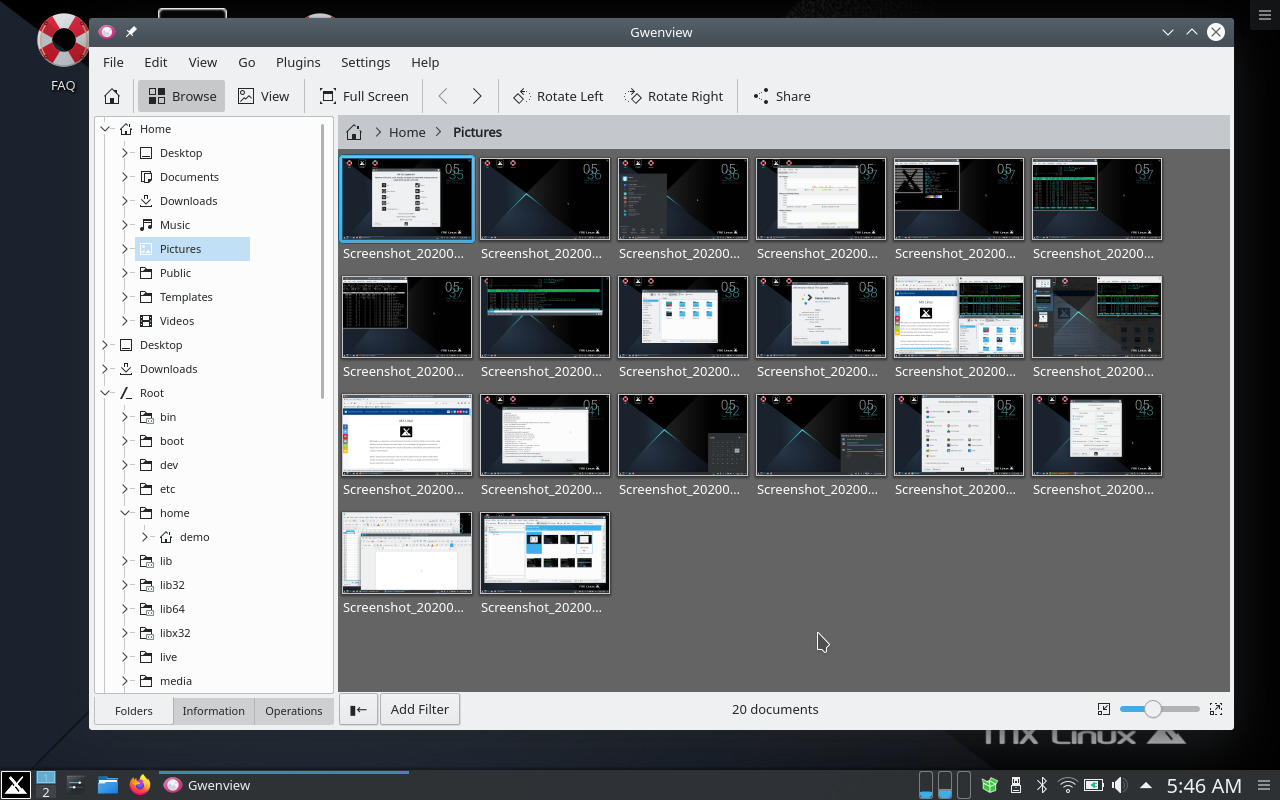 FAQ
Gwenview
File Edit View Go Plugins Settings Help
Browse View Full Screen Rotate Left Rotate Right Share
Home
Desktop
Documents
Downloads
Music
Pictures
Public
Templates
Videos
Desktop
Downloads
Root
bin
boot
dev
etc
home
demo
lib
lib32
lib64
libx32
live
media
Home Pictures
Screenshot_20200... Screenshot_20200... Screenshot_20200... Screenshot_20200... Screenshot_20200... Screenshot_20200...
Screenshot_20200... Screenshot_20200... Screenshot_20200... Screenshot_20200... Screenshot_20200... Screenshot_20200...
Screenshot_20200... Screenshot_20200... Screenshot_20200... Screenshot_20200... Screenshot_20200... Screenshot_20200...
Screenshot_20200... Screenshot_20200...
Folders Information Operations
Add Filter
20 documents
MX Linux
1
2
Gwenview
5:46 AM